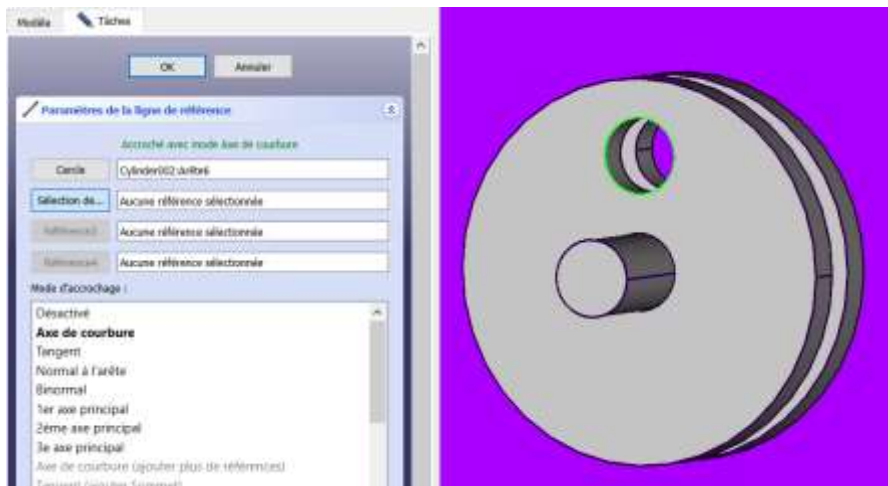 Modèle Tâches
OK Annuler
Paramètres de la ligne de référence
Accroché avec mode Axe de courbure
Cercle Cylinder002:Arête6
Sélection de... Aucune référence sélectionnée
Référence3 Aucune référence sélectionnée
Référence4 Aucune référence sélectionnée
Mode d'accrochage :
Désactivé
Axe de courbure
Tangent
Normal à l'arête
Binormal
1er axe principal
2ème axe principal
3e axe principal
Axe de courbure (ajouter plus de références)
Tangent (ajouter Sommet)